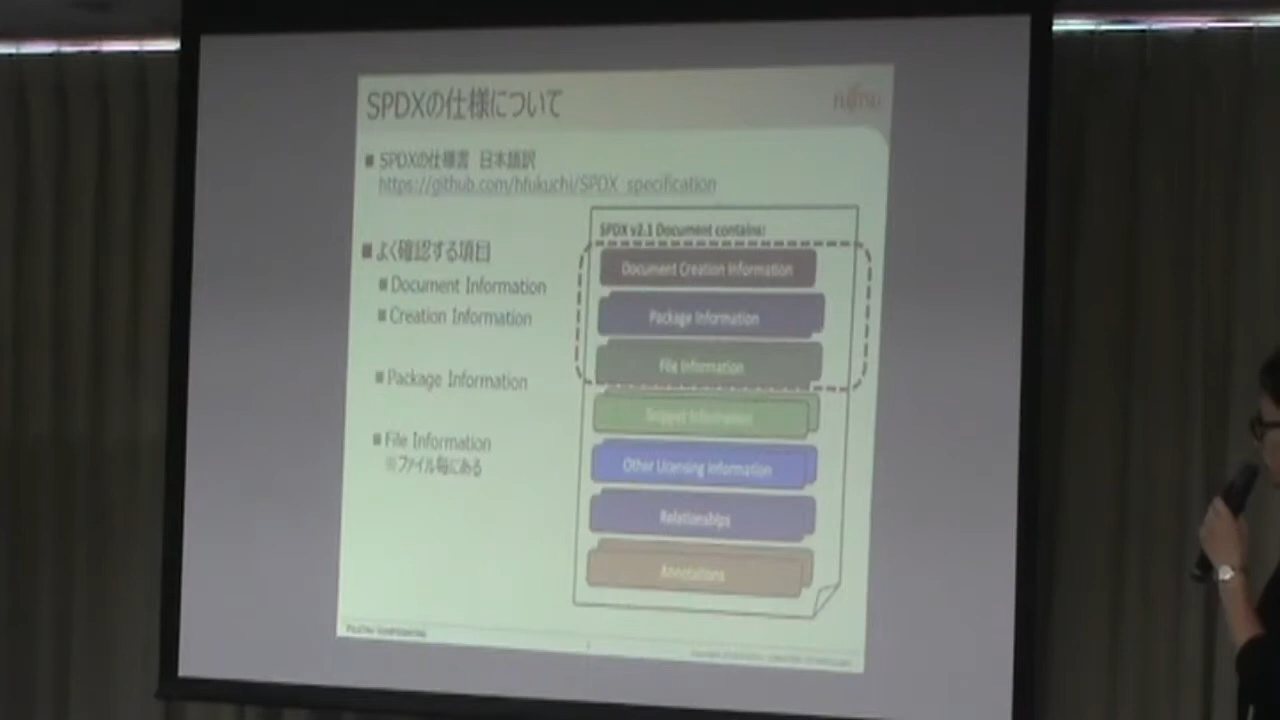 SPDXの仕様について
FUJITSU
■ SPDXの仕様書 日本語訳
https://github.com/hfukuchi/SPDX_specification
■ よく確認する項目
■ Document Information
■ Creation Information
■ Package Information
■ File Information
※ファイル毎にある
SPDX v2.1 Document contains:
Document Creation Information
Package Information
File Information
Snippet Information
Other Licensing Information
Relationships
Annotations